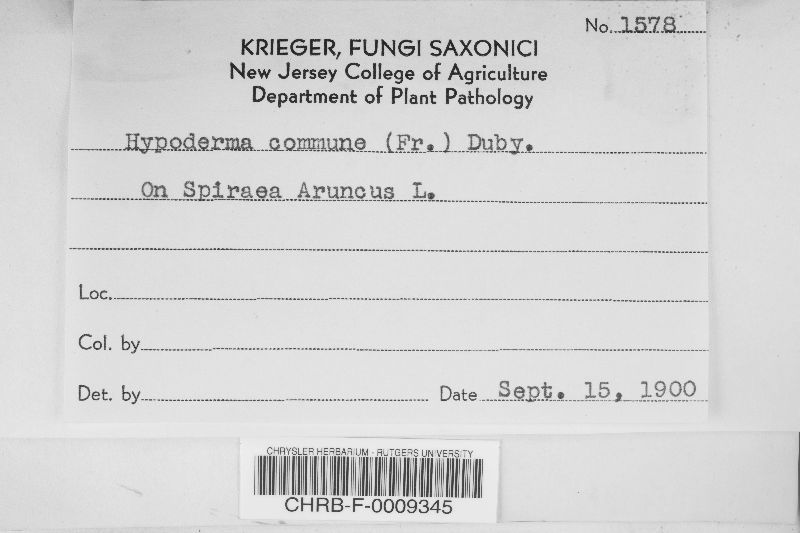 No. 1578
KRIEGER, FUNGI SAXONICI
New Jersey College of Agriculture
Department of Plant Pathology
Hypoderma commune (Fr.) Duby.
On Spiraea Aruncus L.
Loc.
Col. by
Det. by Date Sept. 15, 1900
CHRYSLER HERBARIUM - RUTGERS UNIVERSITY
CHRB-F-0009345